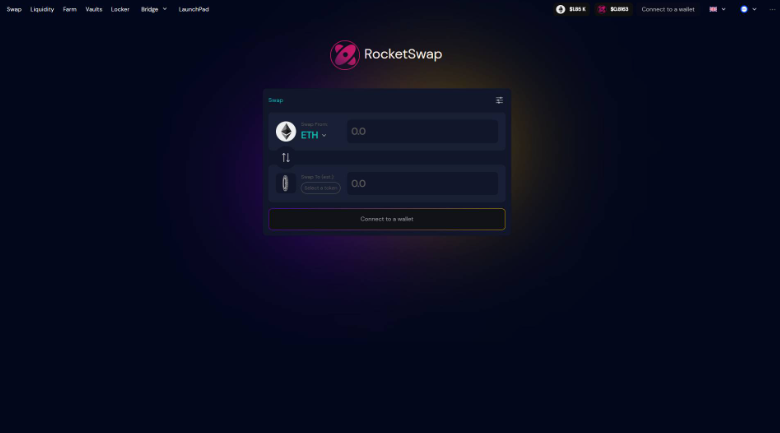 Swap Liquidity Farm Vaults Locker Bridge LaunchPad $1.85 K $0.8163 Connect to a wallet
RocketSwap
Swap
Swap From
ETH
0.0
Swap To (est.)
Select a token
0.0
Connect to a wallet